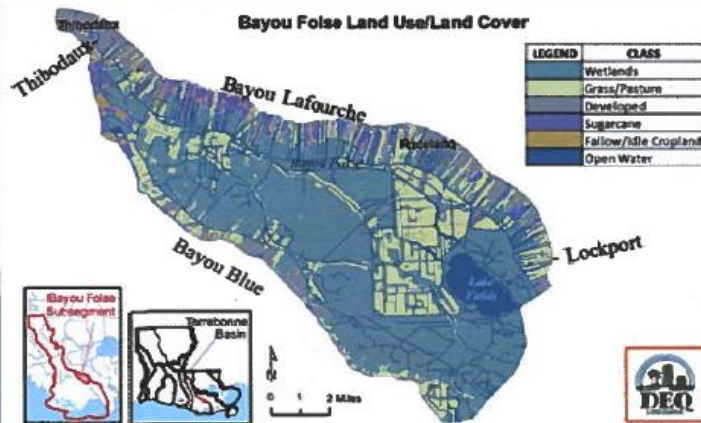 Bayou Folse Land Use/Land Cover
Thibodaux
Thibodaux
Bayou Lafourche
Raceland
Bayou Folse
Bayou Blue
Lockport
Lake
Fields
LEGEND CLASS
Wetlands
Grass/Pasture
Developed
Sugarcane
Fallow/Idle Cropland
Open Water
Bayou Folse
Subsegment
Terrebonne
Basin
N
0 1 2 Miles
DEQ